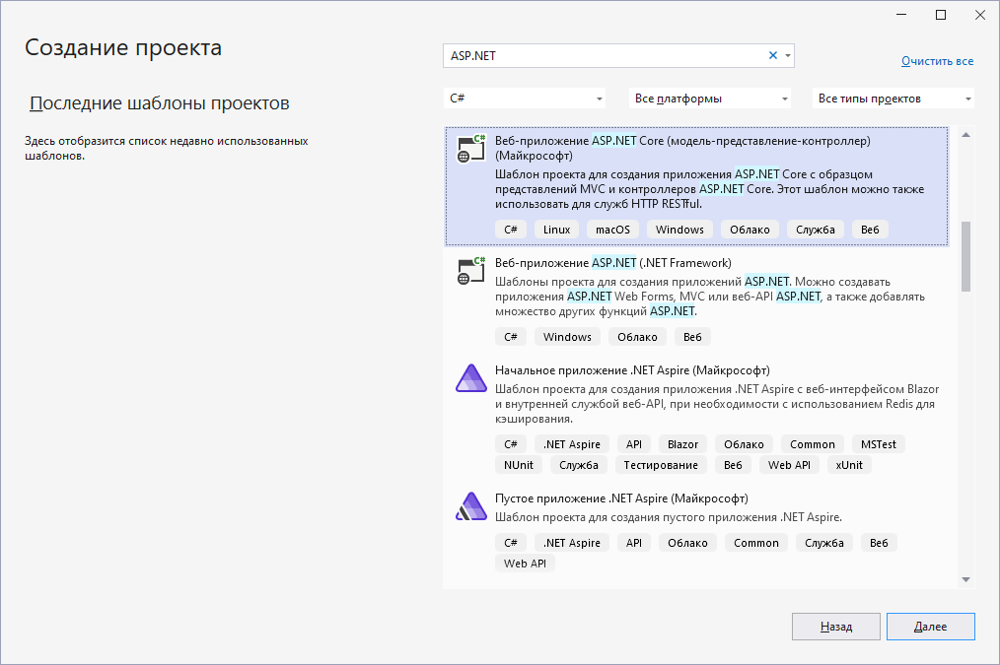 Создание проекта
ASP.NET
Очистить все
Последние шаблоны проектов
C#
Все платформы
Все типы проектов
Здесь отобразится список недавно использованных
шаблонов.
C#
Веб-приложение ASP.NET Core (модель-представление-контроллер)
(Майкрософт)
Шаблон проекта для создания приложения ASP.NET Core с образцом
представлений MVC и контроллеров ASP.NET Core. Этот шаблон можно также
использовать для служб HTTP RESTful.
C# Linux macOS Windows Облако Служба Веб
C#
Веб-приложение ASP.NET (.NET Framework)
Шаблоны проекта для создания приложений ASP.NET. Можно создавать
приложения ASP.NET Web Forms, MVC или веб-API ASP.NET, а также добавлять
множество других функций ASP.NET.
C# Windows Облако Веб
Начальное приложение .NET Aspire (Майкрософт)
Шаблон проекта для создания приложения .NET Aspire с веб-интерфейсом Blazor
и внутренней службой веб-API, при необходимости с использованием Redis для
кэширования.
C# .NET Aspire API Blazor Облако Common MSTest
NUnit Служба Тестирование Веб Web API xUnit
Пустое приложение .NET Aspire (Майкрософт)
Шаблон проекта для создания пустого приложения .NET Aspire.
C# .NET Aspire API Облако Common Служба Веб
Web API
Назад
Далее